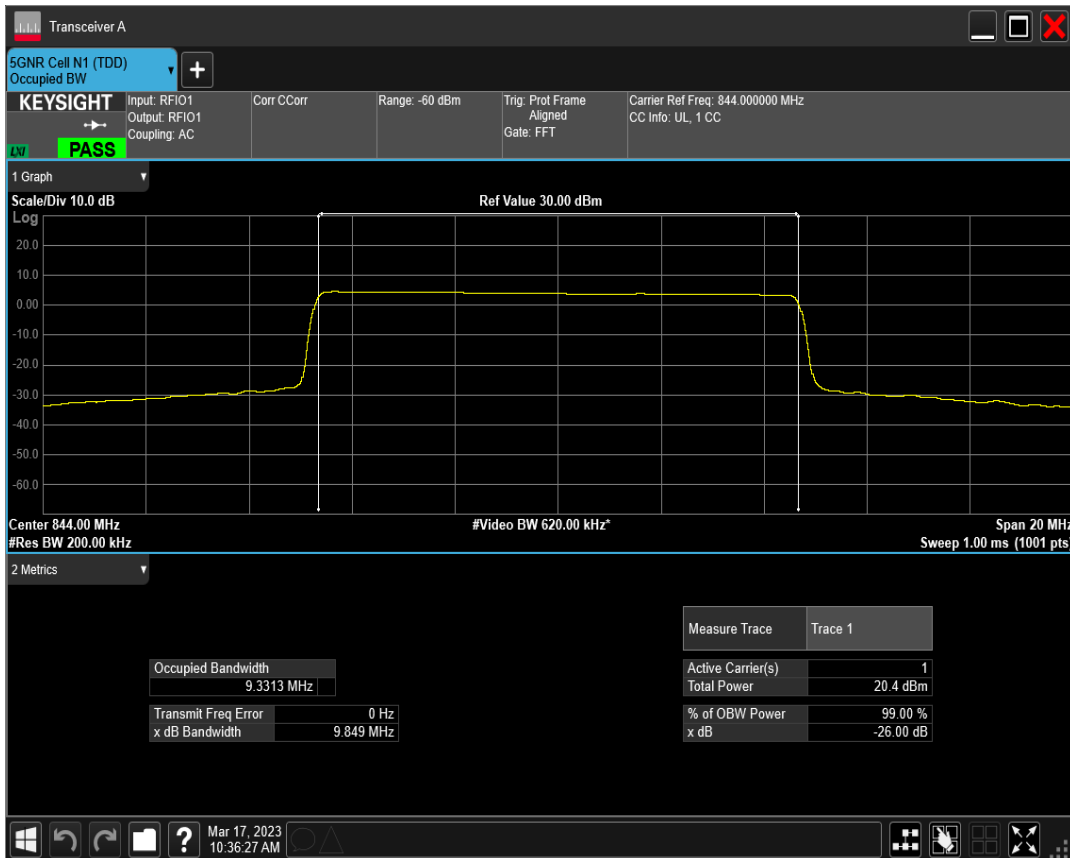 Transceiver A
5GNR Cell N1 (TDD)
Occupied BW
+
KEYSIGHT
LXI
PASS
Input: RFIO1
Output: RFIO1
Coupling: AC
Corr CCorr
Range: -60 dBm
Trig: Prot Frame
Aligned
Gate: FFT
Carrier Ref Freq: 844.000000 MHz
CC Info: UL, 1 CC
1 Graph
Scale/Div 10.0 dB
Ref Value 30.00 dBm
Log
20.0
10.0
0.00
-10.0
-20.0
-30.0
-40.0
-50.0
-60.0
Center 844.00 MHz
#Video BW 620.00 kHz*
Span 20 MHz
#Res BW 200.00 kHz
Sweep 1.00 ms (1001 pts)
2 Metrics
Measure Trace Trace 1
Occupied Bandwidth
9.3313 MHz
Active Carrier(s) 1
Total Power 20.4 dBm
Transmit Freq Error 0 Hz
x dB Bandwidth 9.849 MHz
% of OBW Power 99.00 %
x dB -26.00 dB
?
Mar 17, 2023
10:36:27 AM